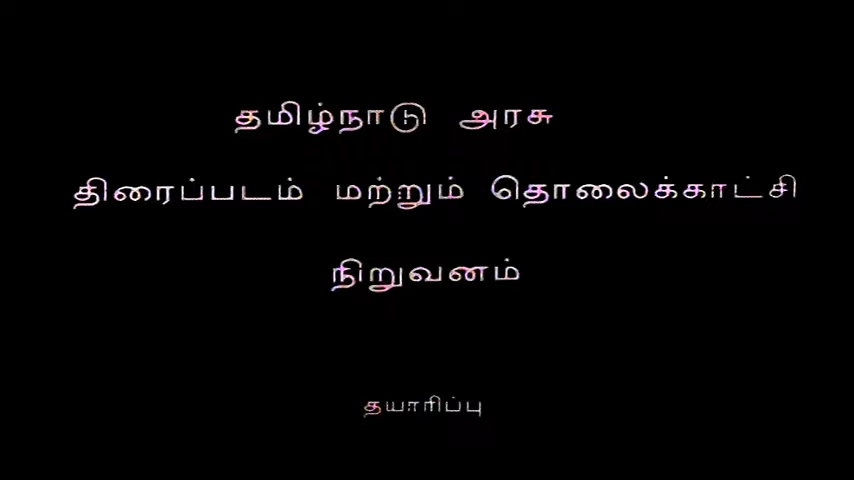 தமிழ்நாடு அரசு
திரைப்படம் மற்றும் தொலைக்காட்சி
நிறுவனம்
தயாரிப்பு